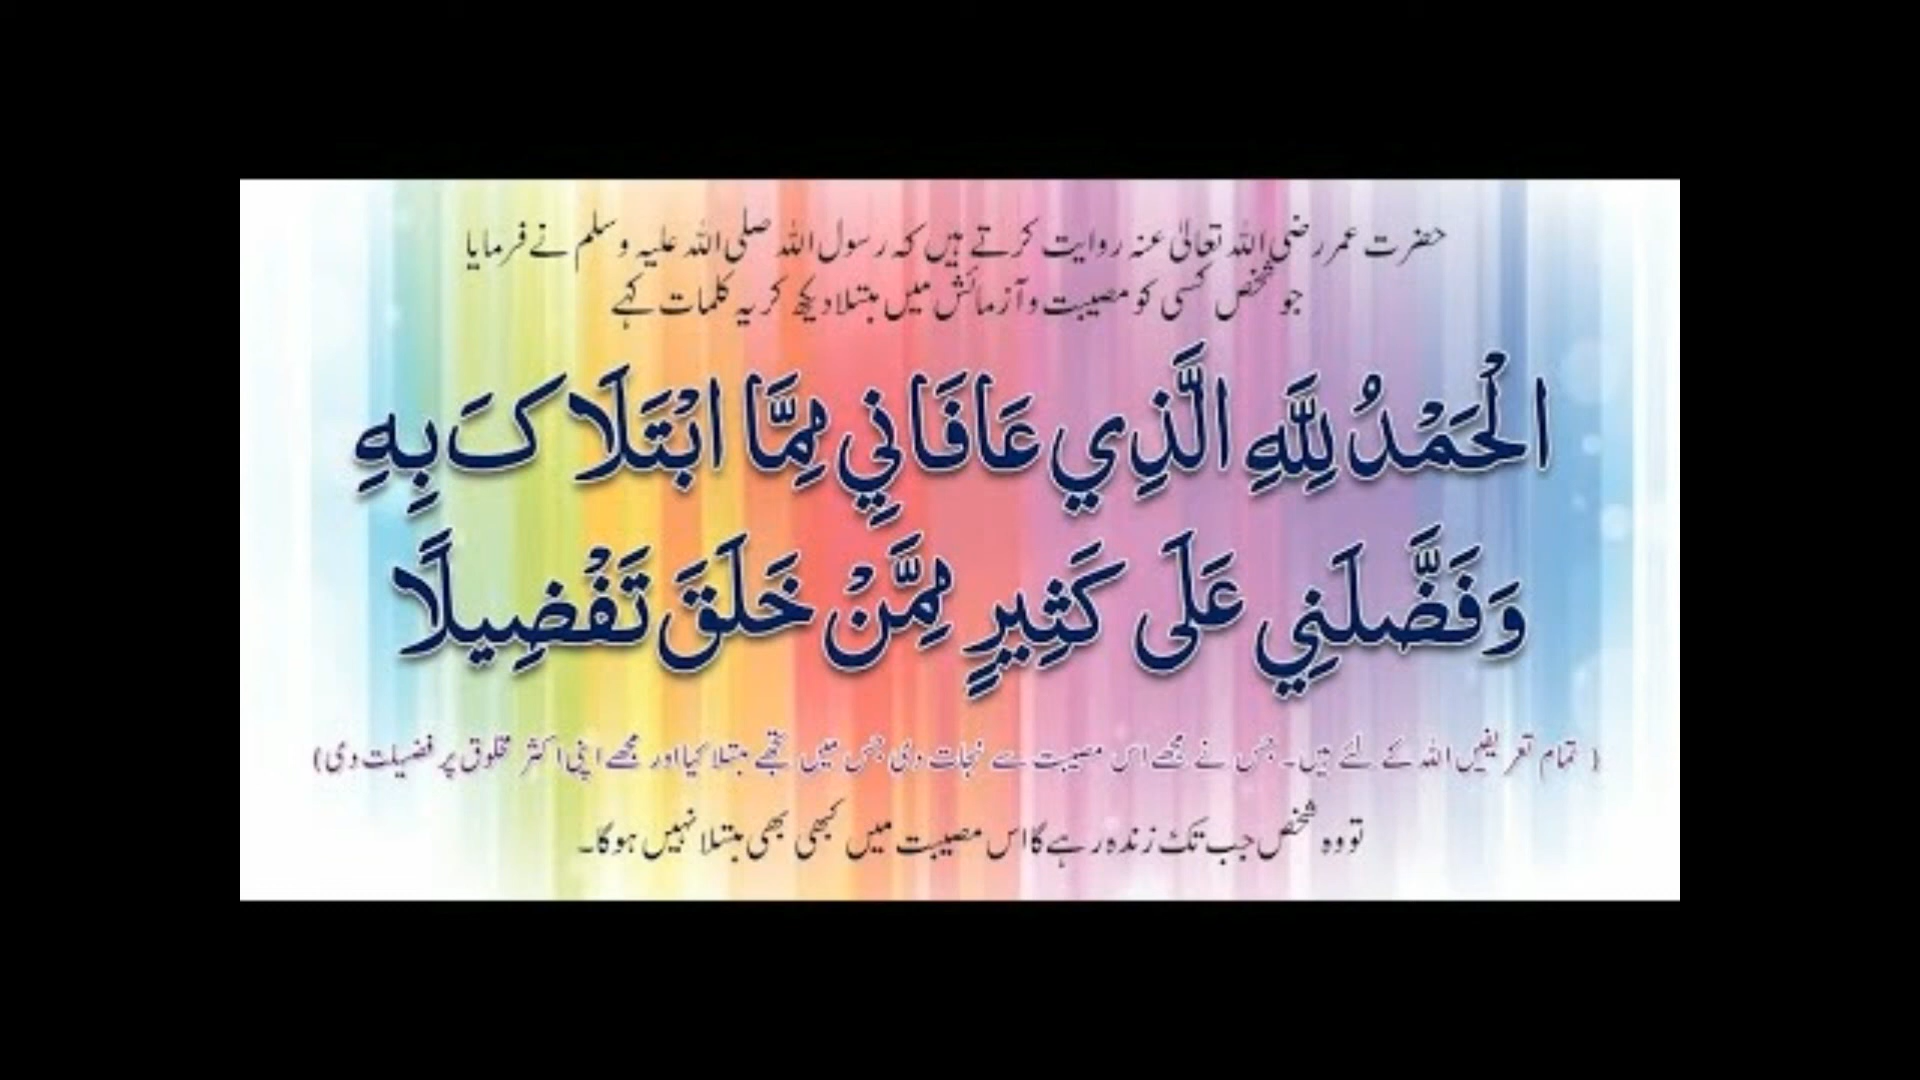 حضرت عمر رضی اللہ تعالیٰ عنہ روایت کرتے ہیں کہ رسول اللہ صلی اللہ علیہ وسلم نے فرمایا
جو شخص کسی کو مصیبت و آزمائش میں مبتلا دیکھ کر یہ کلمات کہے
الْحَمْدُ لِلَّهِ الَّذِي عَافَانِي مِمَّا ابْتَلَاكَ بِهِ
وَفَضَّلَنِي عَلَى كَثِيرٍ مِمَّنْ خَلَقَ تَفْضِيلًا
( تمام تعریفیں اللہ کے لئے ہیں۔ جس نے مجھے اس مصیبت سے نجات دی جس میں تجھے مبتلا کیا اور مجھے اپنی اکثر مخلوق پر فضیلت دی)
تو وہ شخص جب تک زندہ رہے گا اس مصیبت میں کبھی بھی مبتلا نہیں ہوگا۔